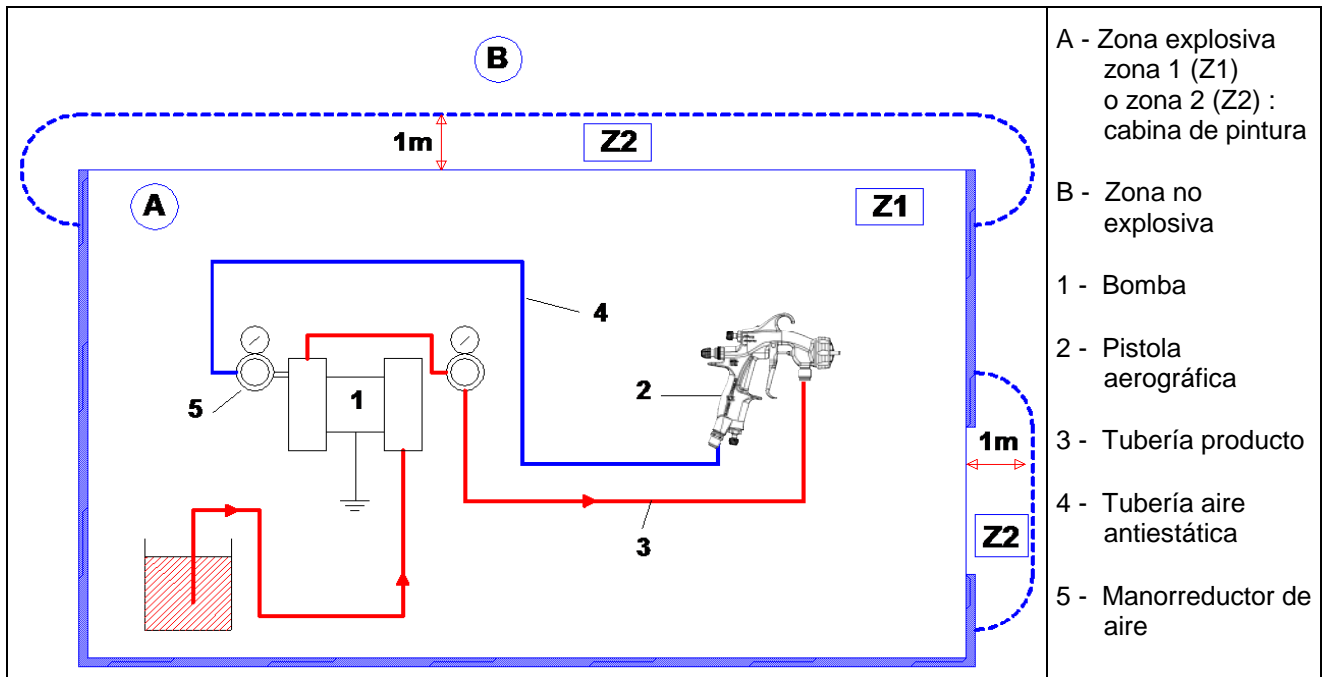 B
1m
Z2
A
Z1
4
5
1
2
1m
3
Z2
A - Zona explosiva
zona 1 (Z1)
o zona 2 (Z2) :
cabina de pintura
B - Zona no
explosiva
1 - Bomba
2 - Pistola
aerográfica
3 - Tubería producto
4 - Tubería aire
antiestática
5 - Manorreductor de
aire